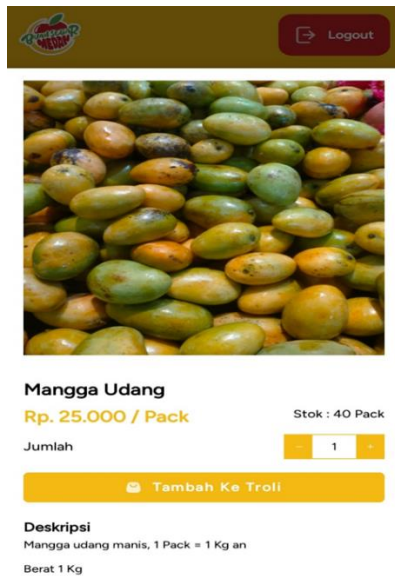 MEDAN
Logout
Mangga Udang
Rp. 25.000 / Pack
Stok : 40 Pack
Jumlah
- 1 +
Tambah Ke Troli
Deskripsi
Mangga udang manis, 1 Pack = 1 Kg an
Berat 1 Kg